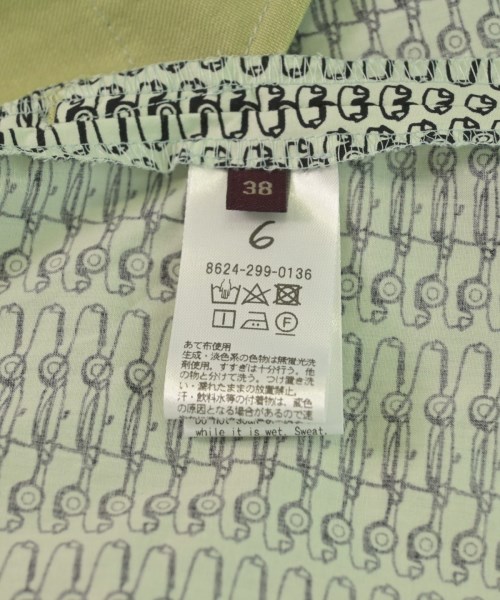 38
6
8624-299-0136
F
あて布使用
生成・淡色系の色物は無蛍光洗
剤使用。すすぎは十分行う。他
の物と分けて洗う。つけ置き洗
い・濡れたままの放置禁止。
汗・飲料水等の付着物は、変色
の原因となる場合があるので速
while it is wet. Sweat,